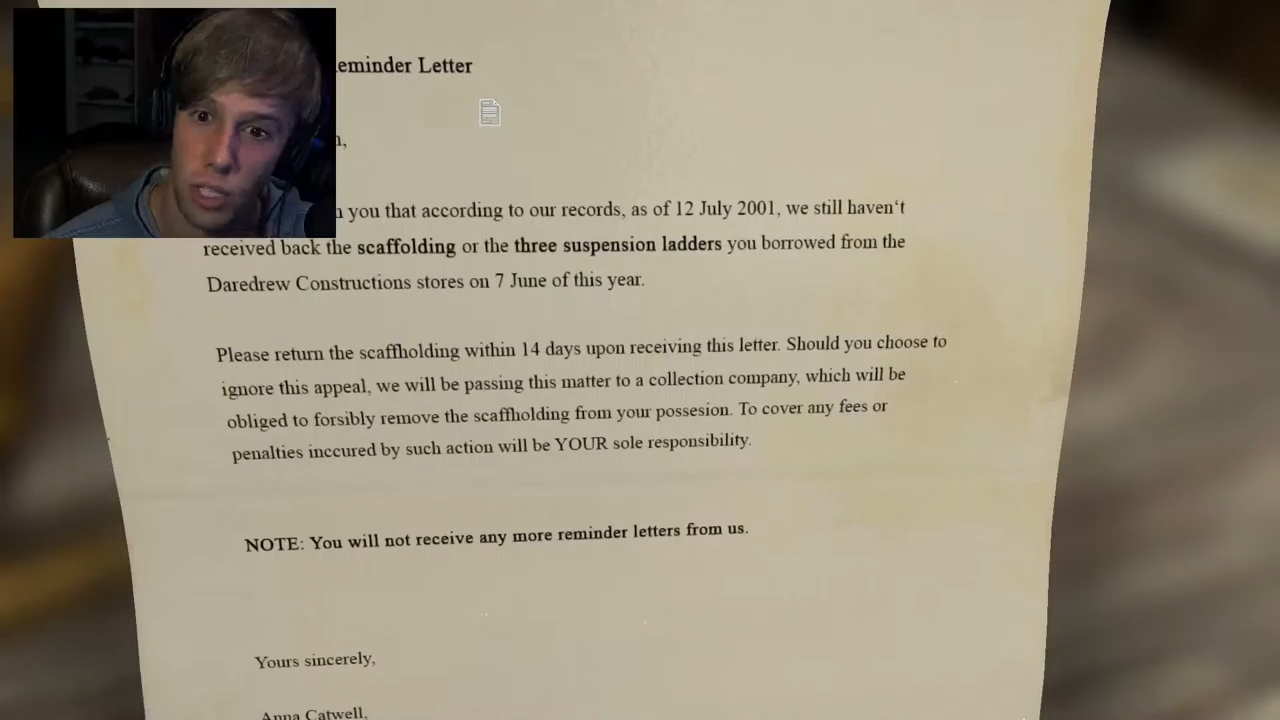 eminder Letter
you that according to our records, as of 12 July 2001, we still haven't
received back the scaffolding or the three suspension ladders you borrowed from the
Daredrew Constructions stores on 7 June of this year.
Please return the scaffholding within 14 days upon receiving this letter. Should you choose to
ignore this appeal, we will be passing this matter to a collection company, which will be
obliged to forsibly remove the scaffholding from your possesion. To cover any fees or
penalties inccured by such action will be YOUR sole responsibility.
NOTE: You will not receive any more reminder letters from us.
Yours sincerely,
Anna Catwell,